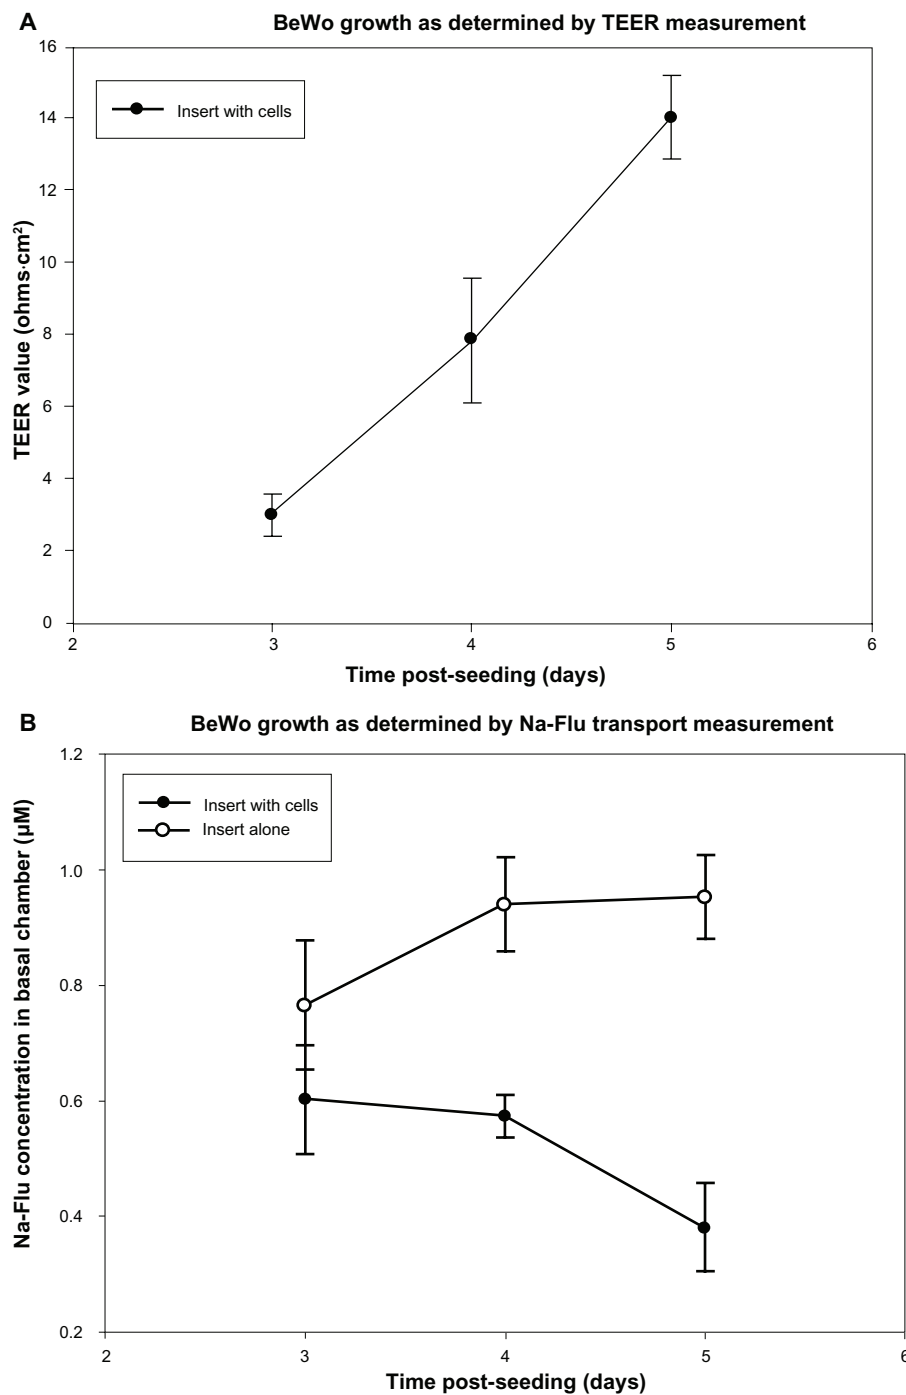 A
BeWo growth as determined by TEER measurement
16
14
12
10
8
6
4
2
0
TEER value (ohms·cm²)
Insert with cells
2 3 4 5 6
Time post-seeding (days)
B
BeWo growth as determined by Na-Flu transport measurement
1.2
1.0
0.8
0.6
0.4
0.2
Na-Flu concentration in basal chamber (µM)
Insert with cells
Insert alone
2 3 4 5 6
Time post-seeding (days)